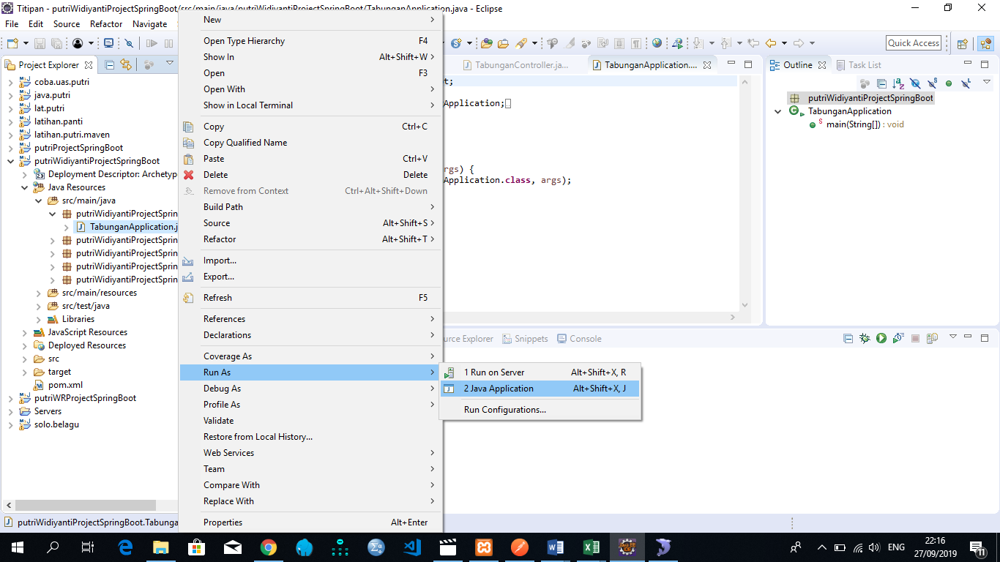 Titipan - putriWidiyantiProjectSpringBoot/src/main/java/putriWidiyantiProjectSpringBoot/TabunganApplication.java - Eclipse
File Edit Source Refactor Navigate
Quick Access
Project Explorer
coba.uas.putri
java.putri
lat.putri
latihan.panti
latihan.putri.maven
putriProjectSpringBoot
putriWidiyantiProjectSpringBoot
Deployment Descriptor: Archetyp
Java Resources
src/main/java
putriWidiyantiProjectSprin
TabunganApplication.j
putriWidiyantiProjectSprin
putriWidiyantiProjectSprin
putriWidiyantiProjectSprin
putriWidiyantiProjectSprin
src/main/resources
src/test/java
Libraries
JavaScript Resources
Deployed Resources
src
target
pom.xml
putriWRProjectSpringBoot
Servers
solo.belagu
New
Open Type Hierarchy F4
Show In Alt+Shift+W
Open F3
Open With
Show in Local Terminal
Copy Ctrl+C
Copy Qualified Name
Paste Ctrl+V
Delete Delete
Remove from Context Ctrl+Alt+Shift+Down
Build Path
Source Alt+Shift+S
Refactor Alt+Shift+T
Import...
Export...
Refresh F5
References
Declarations
Coverage As
Run As
Debug As
Profile As
Validate
Restore from Local History...
Web Services
Team
Compare With
Replace With
Properties Alt+Enter
1 Run on Server Alt+Shift+X, R
2 Java Application Alt+Shift+X, J
Run Configurations...
TabunganController.ja... TabunganApplication....
t;
Application;
rgs) {
Application.class, args);
Outline Task List
putriWidiyantiProjectSpringBoot
TabunganApplication
main(String[]) : void
urce Explorer Snippets Console
putriWidiyantiProjectSpringBoot.Tabunga
ENG
22:16
27/09/2019
11